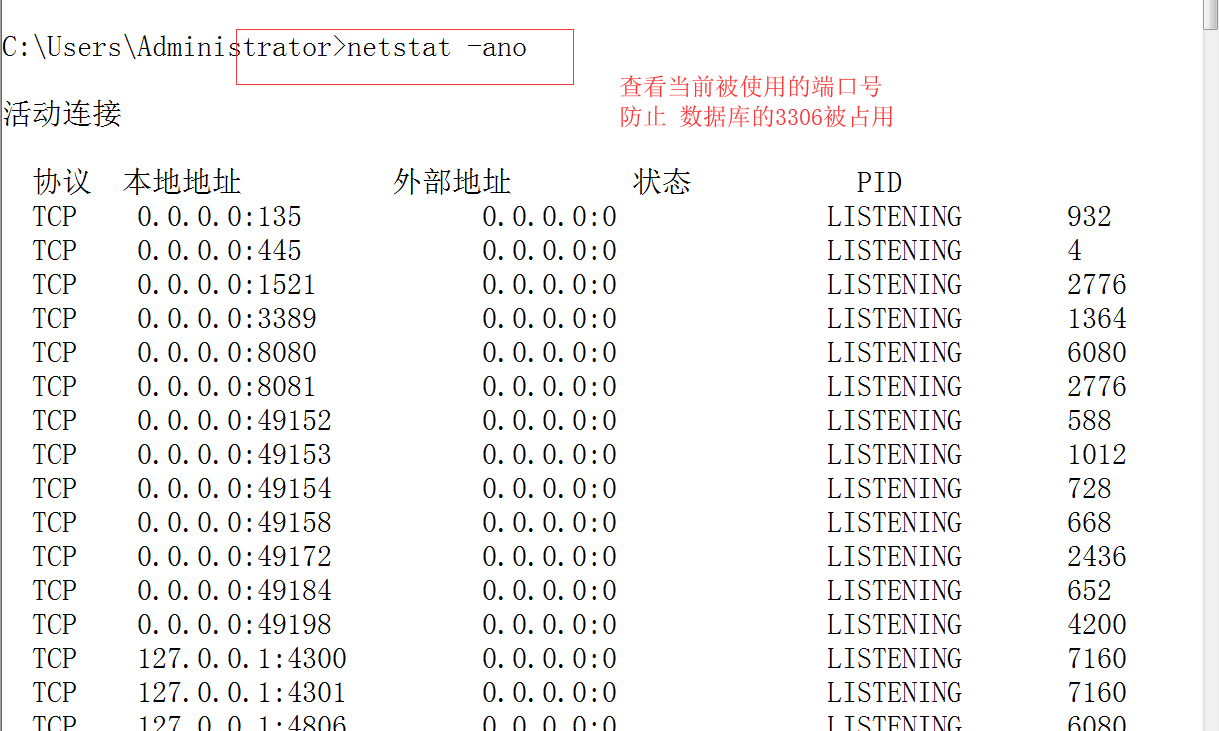 C:\Users\Administrator>netstat -ano
查看当前被使用的端口号
防止 数据库的3306被占用
活动连接
协议 本地地址 外部地址 状态 PID
TCP 0.0.0.0:135 0.0.0.0:0 LISTENING 932
TCP 0.0.0.0:445 0.0.0.0:0 LISTENING 4
TCP 0.0.0.0:1521 0.0.0.0:0 LISTENING 2776
TCP 0.0.0.0:3389 0.0.0.0:0 LISTENING 1364
TCP 0.0.0.0:8080 0.0.0.0:0 LISTENING 6080
TCP 0.0.0.0:8081 0.0.0.0:0 LISTENING 2776
TCP 0.0.0.0:49152 0.0.0.0:0 LISTENING 588
TCP 0.0.0.0:49153 0.0.0.0:0 LISTENING 1012
TCP 0.0.0.0:49154 0.0.0.0:0 LISTENING 728
TCP 0.0.0.0:49158 0.0.0.0:0 LISTENING 668
TCP 0.0.0.0:49172 0.0.0.0:0 LISTENING 2436
TCP 0.0.0.0:49184 0.0.0.0:0 LISTENING 652
TCP 0.0.0.0:49198 0.0.0.0:0 LISTENING 4200
TCP 127.0.0.1:4300 0.0.0.0:0 LISTENING 7160
TCP 127.0.0.1:4301 0.0.0.0:0 LISTENING 7160
TCP 127.0.0.1:4806 0.0.0.0:0 LISTENING 6080